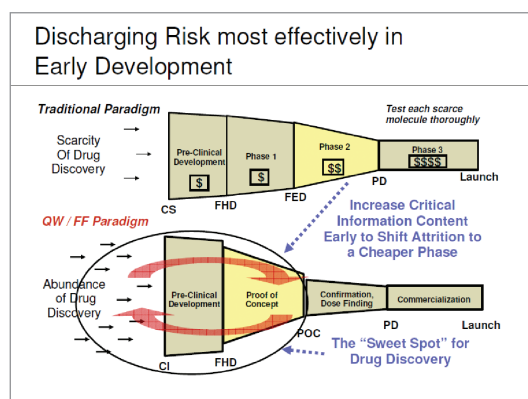 Discharging Risk most effectively in
Early Development
Traditional Paradigm
Test each scarce
molecule thoroughly
Scarcity
Of Drug
Discovery
Pre-Clinical
Development
$
Phase 1
$
Phase 2
$$
Phase 3
$$$$
CS
FHD
FED
PD
Launch
QW / FF Paradigm
Increase Critical
Information Content
Early to Shift Attrition to
a Cheaper Phase
Abundance
of Drug
Discovery
Pre-Clinical
Development
Proof of
Concept
Confirmation,
Dose Finding
Commercialization
CI
FHD
POC
PD
Launch
The “Sweet Spot” for
Drug Discovery